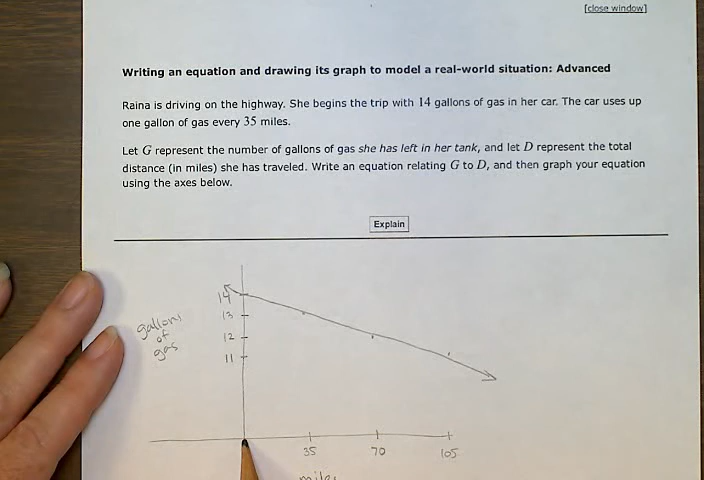 [close window]
Writing an equation and drawing its graph to model a real-world situation: Advanced
Raina is driving on the highway. She begins the trip with 14 gallons of gas in her car. The car uses up
one gallon of gas every 35 miles.
Let G represent the number of gallons of gas she has left in her tank, and let D represent the total
distance (in miles) she has traveled. Write an equation relating G to D, and then graph your equation
using the axes below.
Explain
14
13
12
11
gallons
of
gas
35 70 105
miles